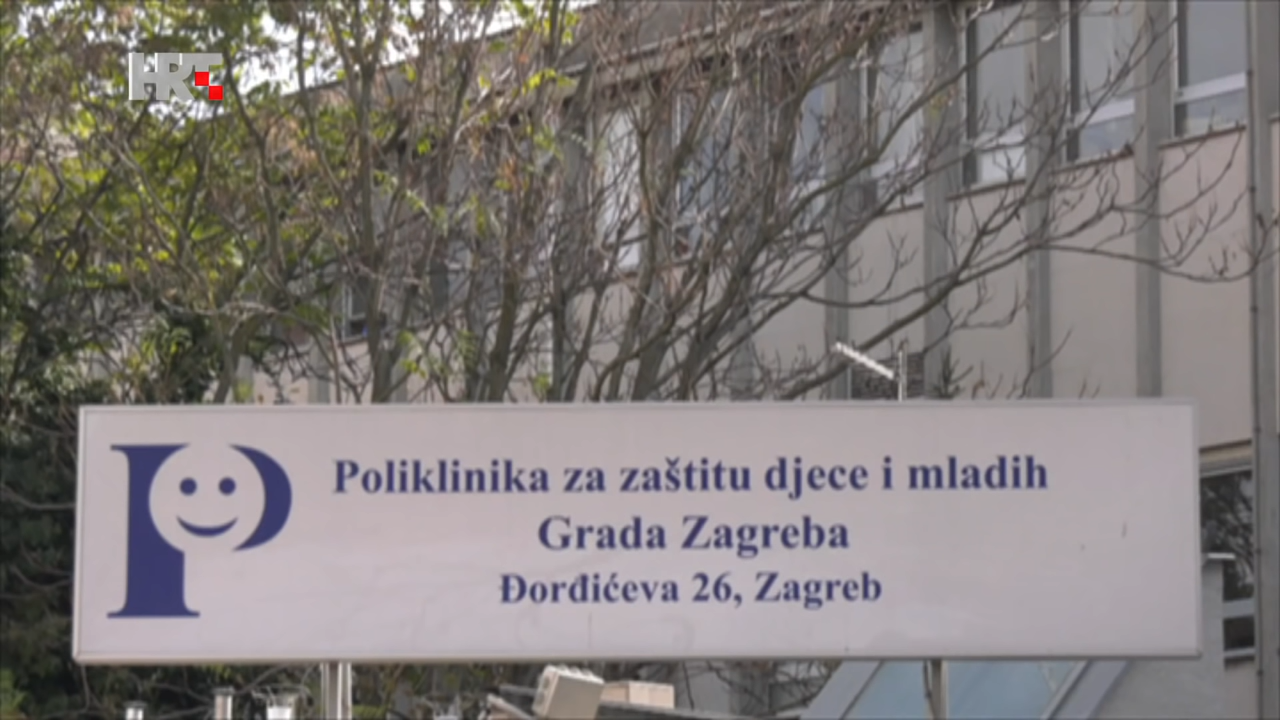 HRT
Poliklinika za zaštitu djece i mladih
Grada Zagreba
Đorđićeva 26, Zagreb